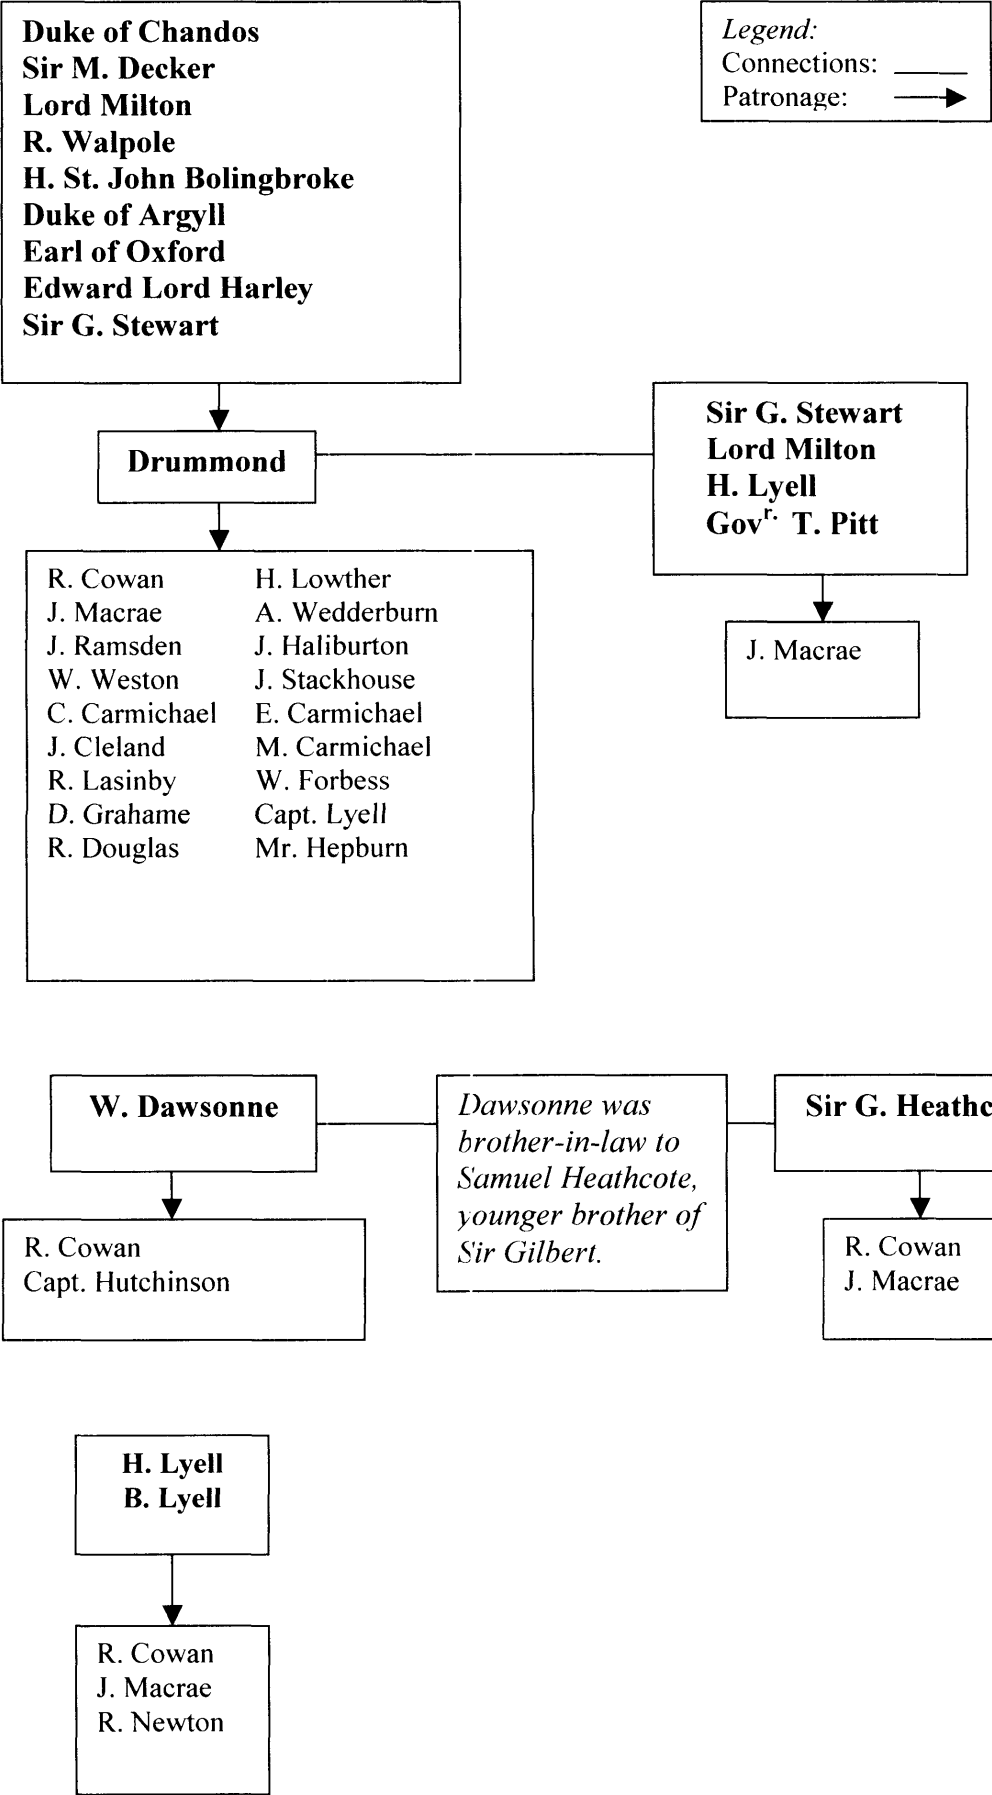 Duke of Chandos
Sir M. Decker
Lord Milton
R. Walpole
H. St. John Bolingbroke
Duke of Argyll
Earl of Oxford
Edward Lord Harley
Sir G. Stewart
Legend:
Connections:
Patronage:
Drummond
Sir G. Stewart
Lord Milton
H. Lyell
Govr. T. Pitt
J. Macrae
R. Cowan H. Lowther
J. Macrae A. Wedderburn
J. Ramsden J. Haliburton
W. Weston J. Stackhouse
C. Carmichael E. Carmichael
J. Cleland M. Carmichael
R. Lasinby W. Forbess
D. Grahame Capt. Lyell
R. Douglas Mr. Hepburn
W. Dawsonne
Dawsonne was
brother-in-law to
Samuel Heathcote,
younger brother of
Sir Gilbert.
Sir G. Heathc
R. Cowan
Capt. Hutchinson
R. Cowan
J. Macrae
H. Lyell
B. Lyell
R. Cowan
J. Macrae
R. Newton